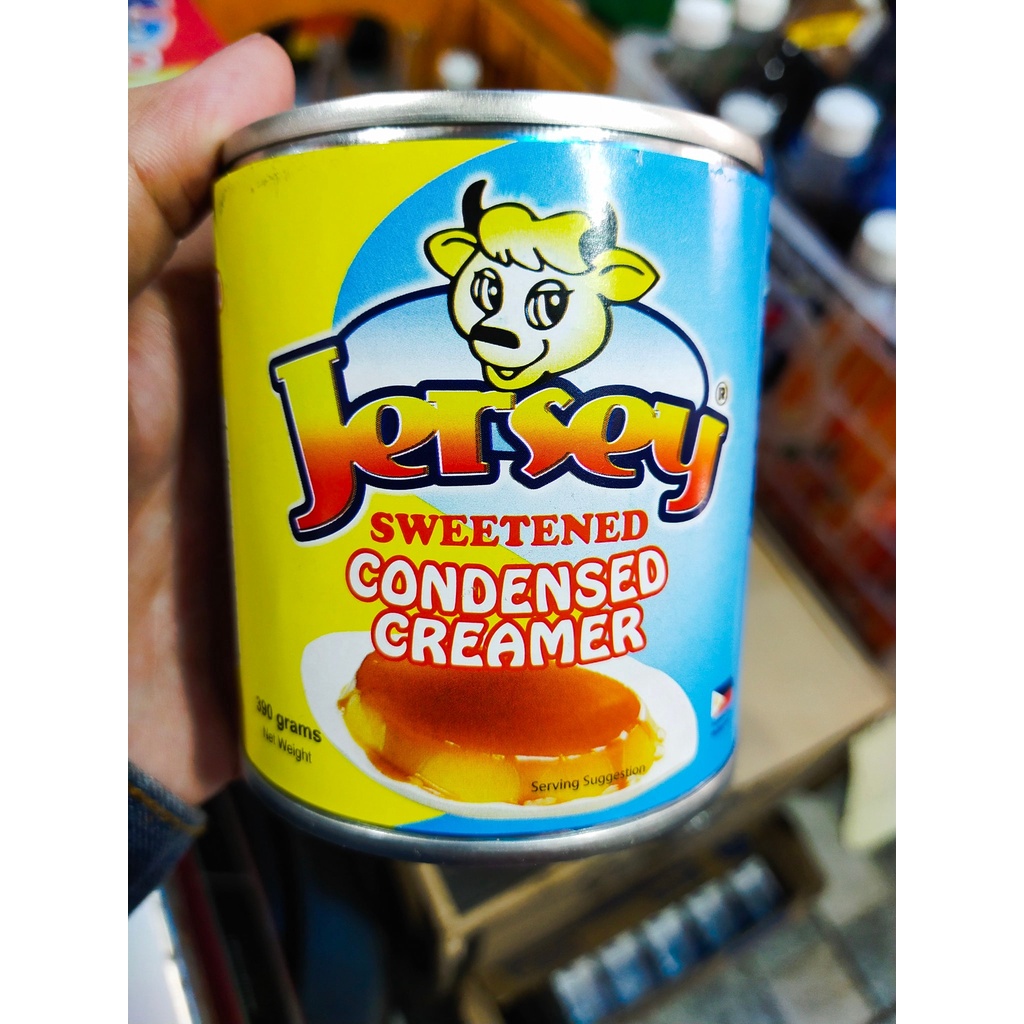 Jersey®
SWEETENED
CONDENSED
CREAMER
390 grams
Net Weight
Serving Suggestion